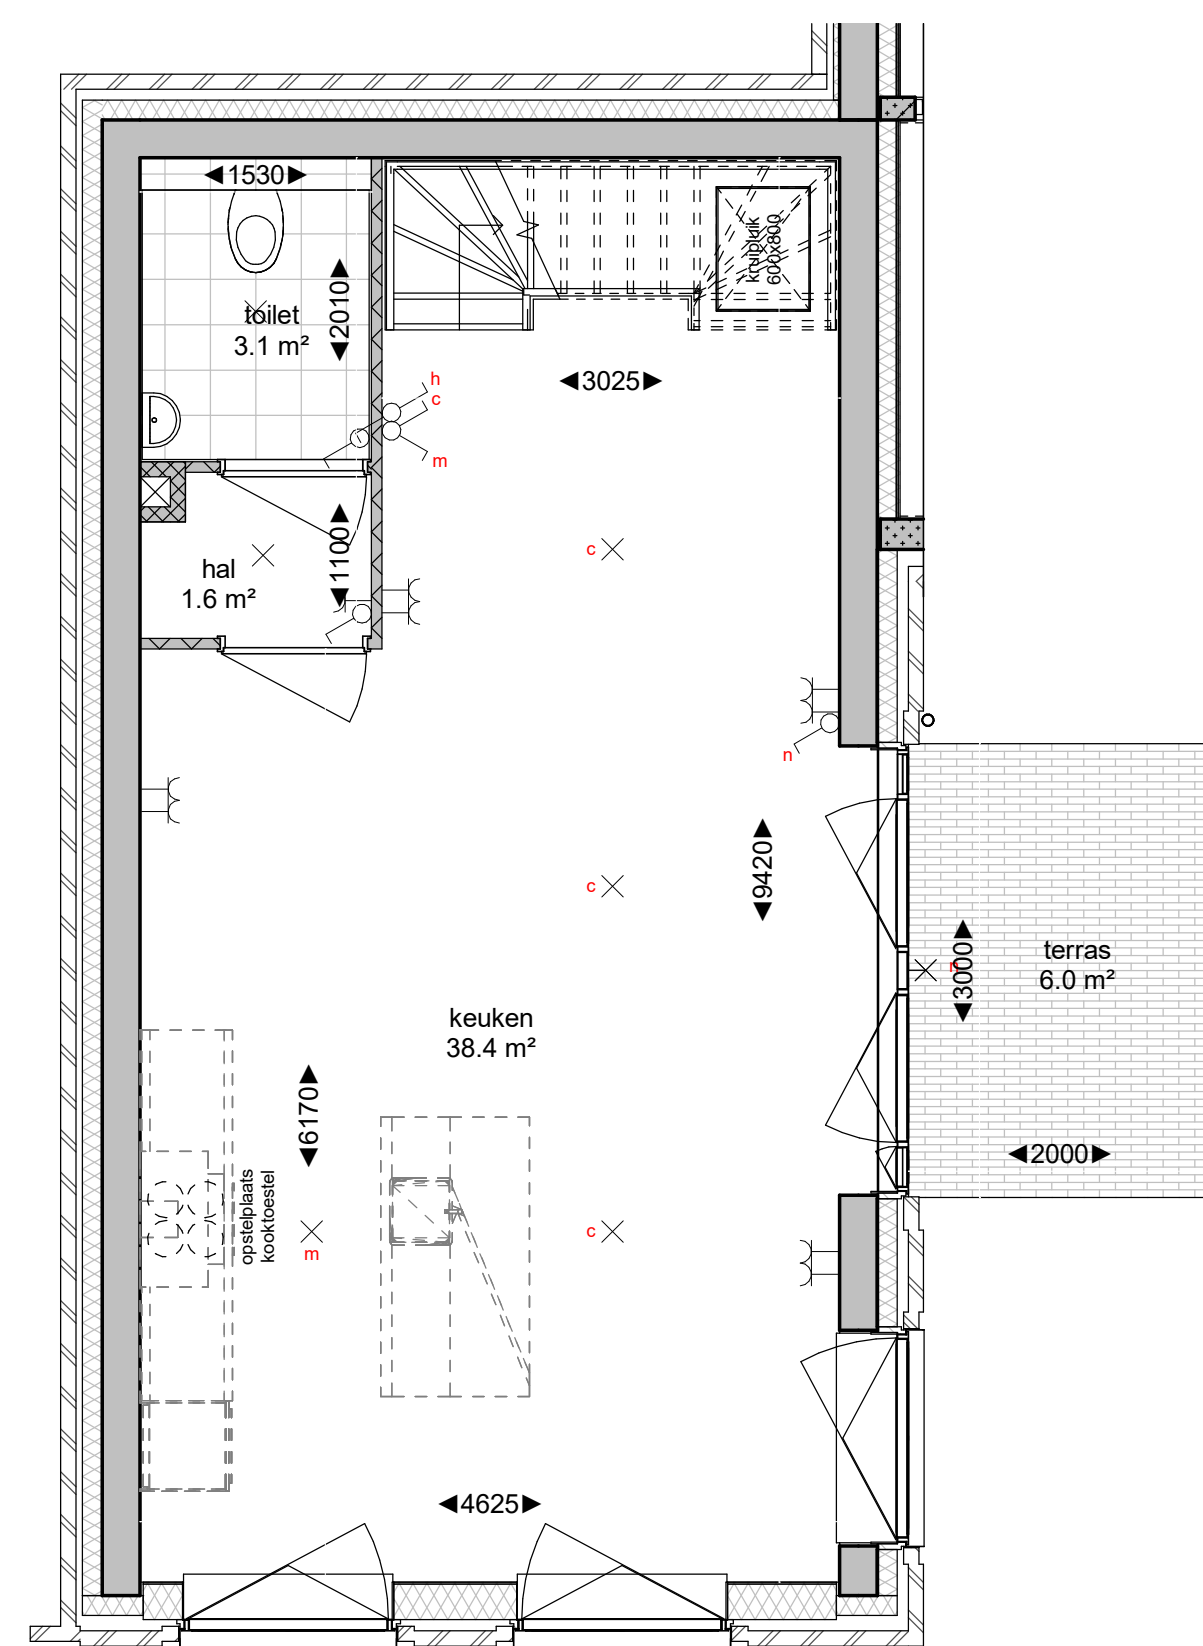 1530
toilet
3.1 m²
2010
kruipluik
600x800
3025
h
c
m
hal
1.6 m²
1100
c
n
c
9420
terras
6.0 m²
3000
keuken
38.4 m²
6170
opstelplaats
kooktoestel
m
c
2000
4625